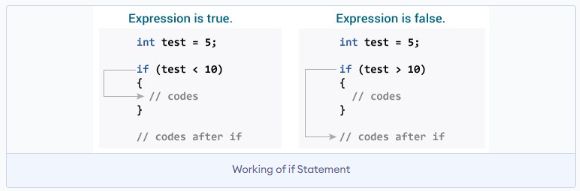 Expression is true.
int test = 5;
if (test < 10)
{
// codes
}
// codes after if
Expression is false.
int test = 5;
if (test > 10)
{
// codes
}
// codes after if
Working of if Statement